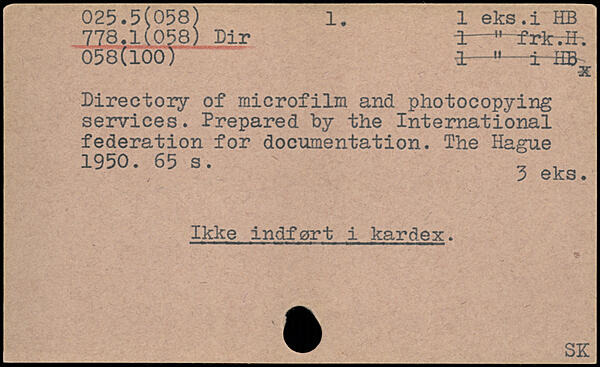 025.5(058) 1. 1 eks.i HB
778.1(058) Dir 1 " frk.H.
058(100) 1 " i HB
x
Directory of microfilm and photocopying
services. Prepared by the International
federation for documentation. The Hague
1950. 65 s.
3 eks.
Ikke indført i kardex.
SK